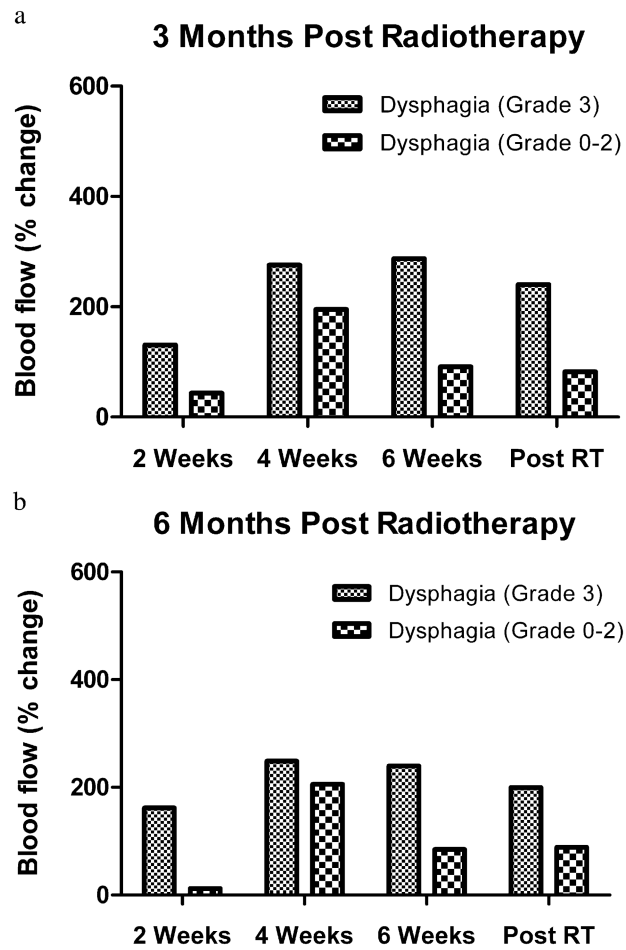 a
3 Months Post Radiotherapy
600
400
200
0
Blood flow (% change)
Dysphagia (Grade 3)
Dysphagia (Grade 0-2)
2 Weeks 4 Weeks 6 Weeks Post RT
b
6 Months Post Radiotherapy
600
400
200
0
Blood flow (% change)
Dysphagia (Grade 3)
Dysphagia (Grade 0-2)
2 Weeks 4 Weeks 6 Weeks Post RT